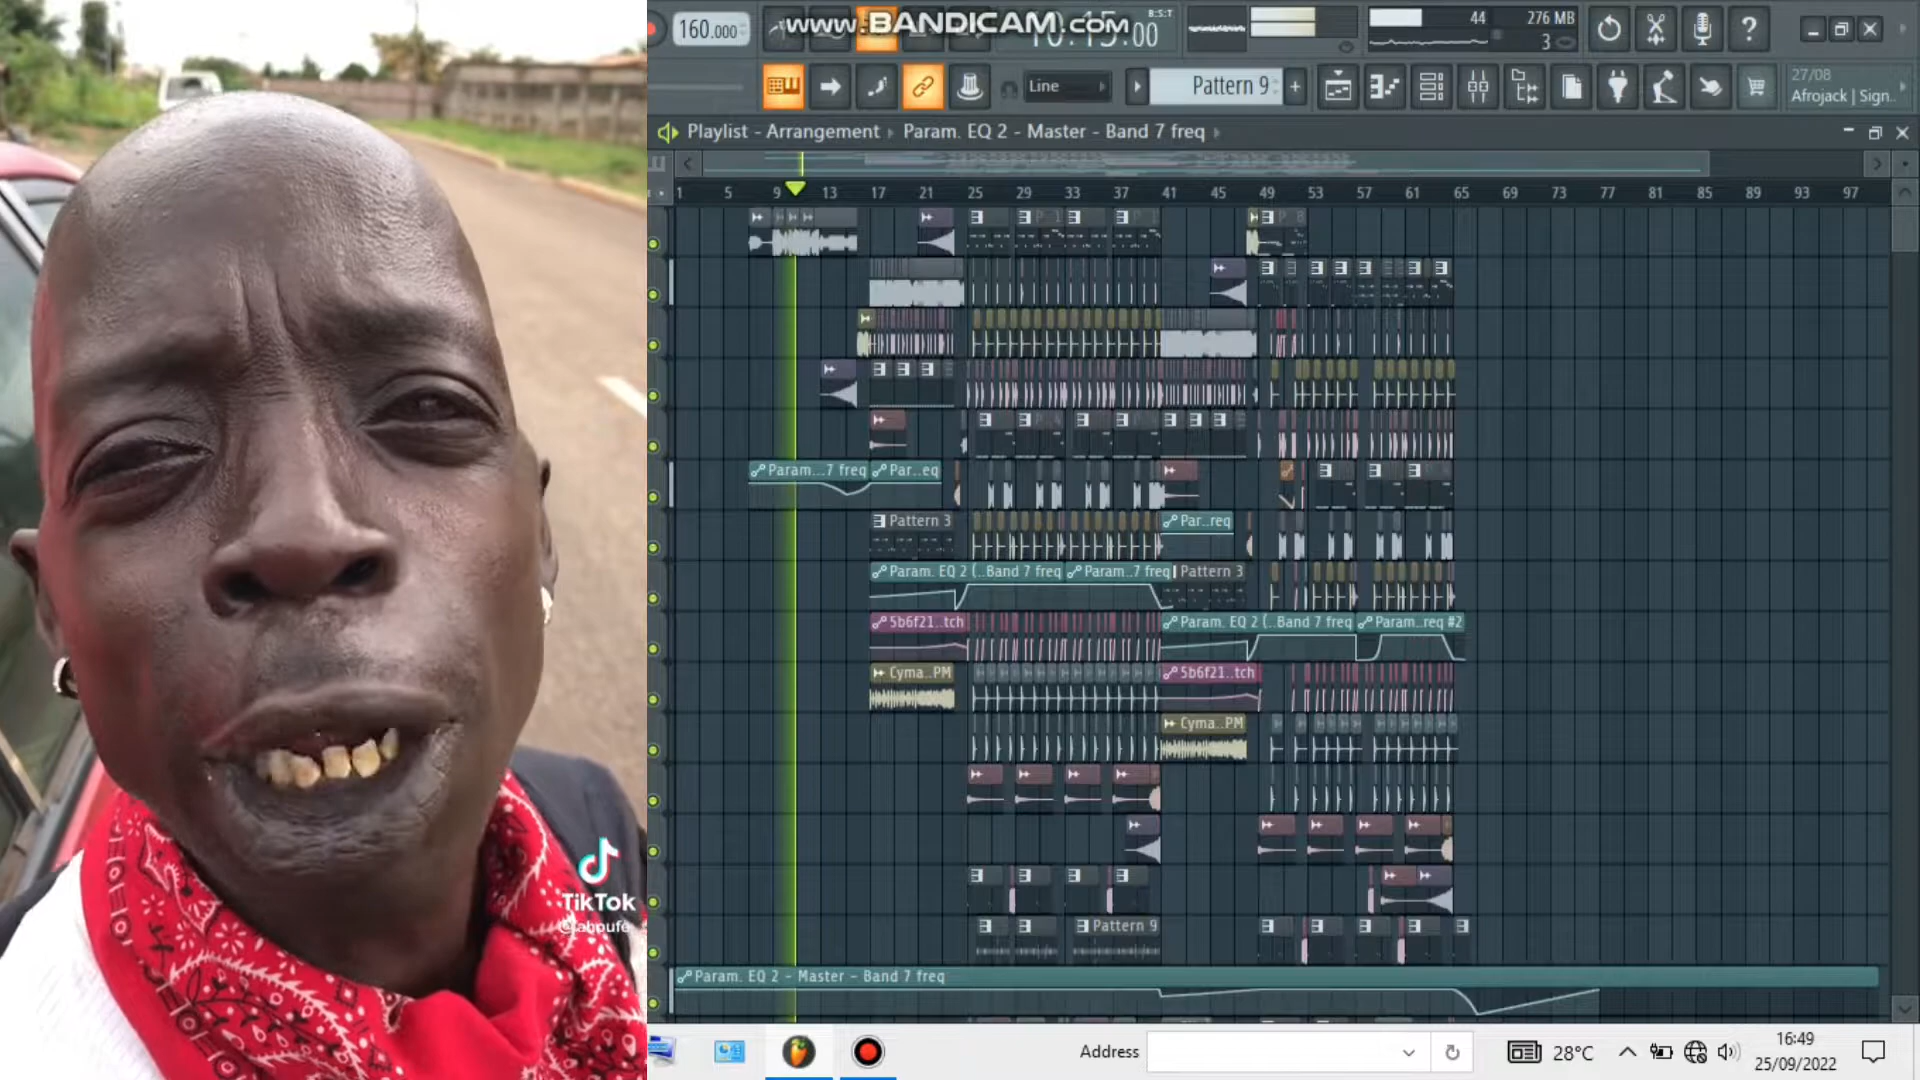 160.000
www.BANDICAM.com
10:15:00
B:S:T
44
276 MB
3
Line
Pattern 9
27/08
Afrojack | Sign..
Playlist - Arrangement
Param. EQ 2 - Master - Band 7 freq
1 5 9 13 17 21 25 29 33 37 41 45 49 53 57 61 65 69 73 77 81 85 89 93 97
Param...7 freq
Par..eq
Pattern 3
Par..req
Param. EQ 2 (..Band 7 freq
Param..7 freq
Pattern 3
5b6f21..tch
Param. EQ 2 (..Band 7 freq
Param..req #2
Cyma..PM
5b6f21..tch
Cyma..PM
Pattern 9
Param. EQ 2 - Master - Band 7 freq
TikTok
Address
28°C
16:49
25/09/2022